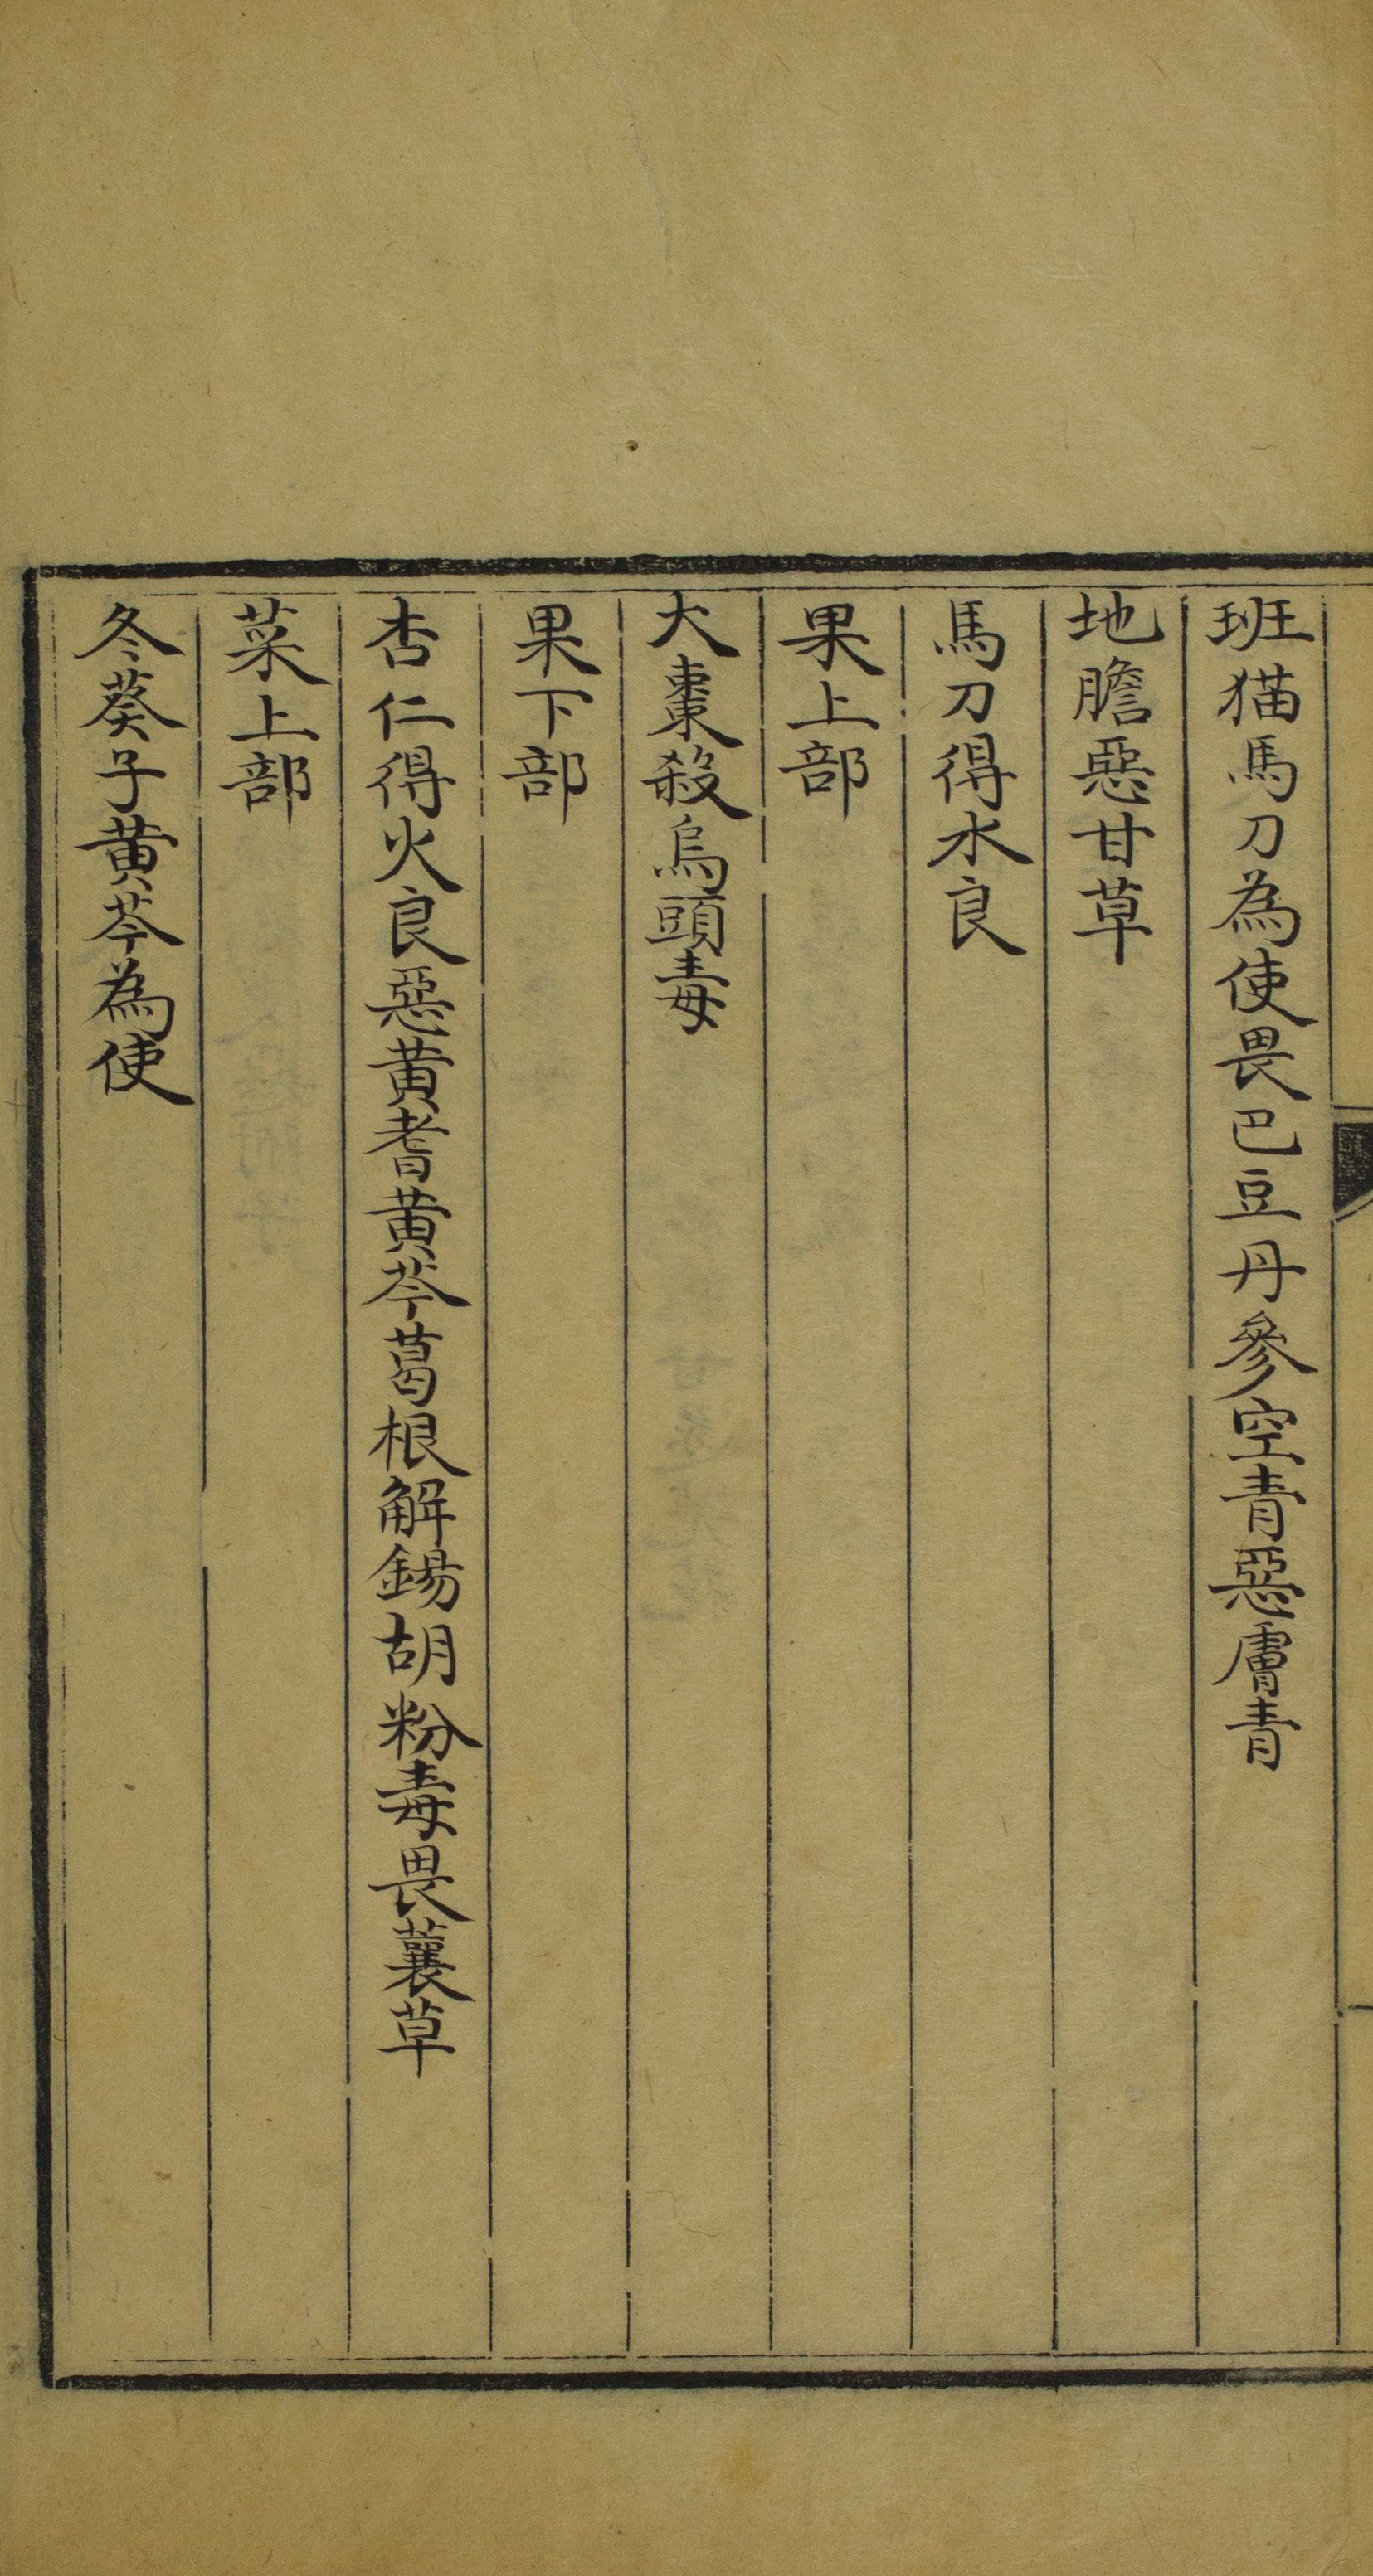 班猫馬刀為使畏巴豆丹參空青惡膚青
地膽惡甘草
馬刀得水良
果上部
大棗殺烏頭毒
果下部
杏仁得火良惡黃耆黃芩葛根解錫胡粉毒畏蘘草
菜上部
冬葵子黃芩為使